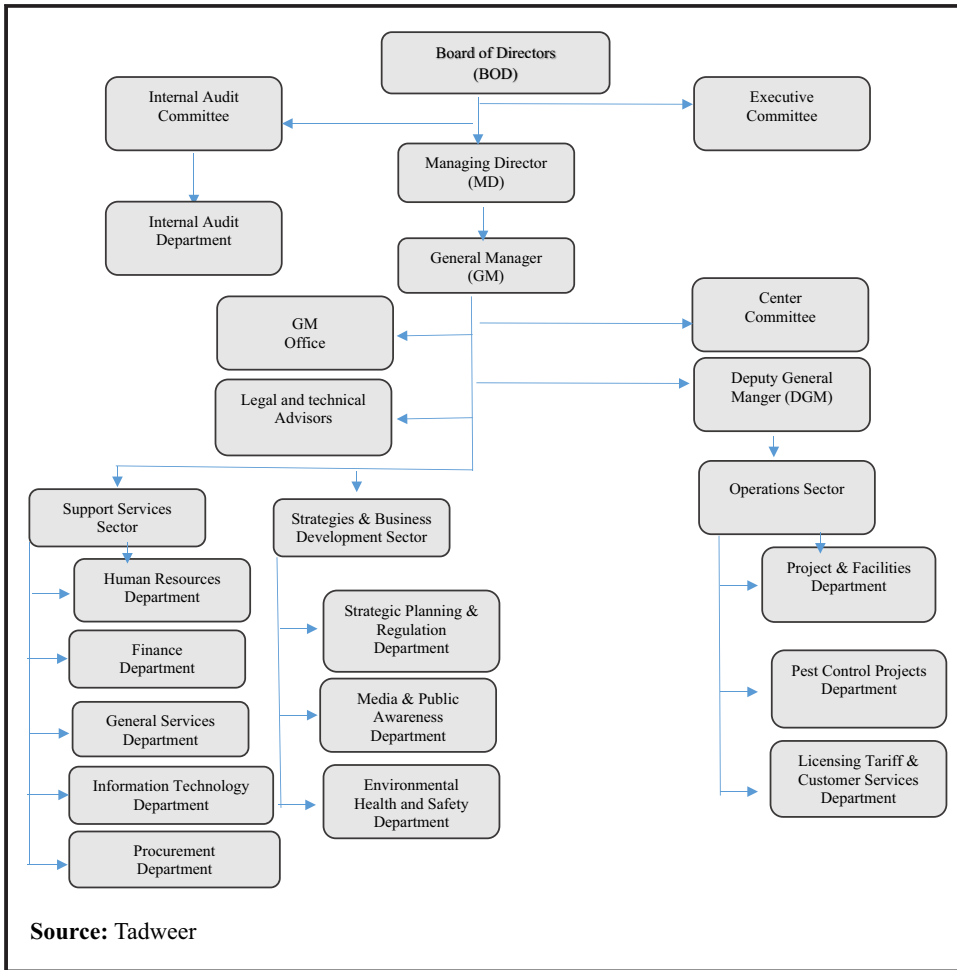 Board of Directors
(BOD)
Internal Audit
Committee
Executive
Committee
Managing Director
(MD)
Internal Audit
Department
General Manager
(GM)
Center
Committee
GM
Office
Deputy General
Manger (DGM)
Legal and technical
Advisors
Operations Sector
Support Services
Sector
Strategies & Business
Development Sector
Human Resources
Department
Finance
Department
General Services
Department
Information Technology
Department
Procurement
Department
Strategic Planning &
Regulation
Department
Media & Public
Awareness
Department
Environmental
Health and Safety
Department
Project & Facilities
Department
Pest Control Projects
Department
Licensing Tariff &
Customer Services
Department
Source: Tadweer